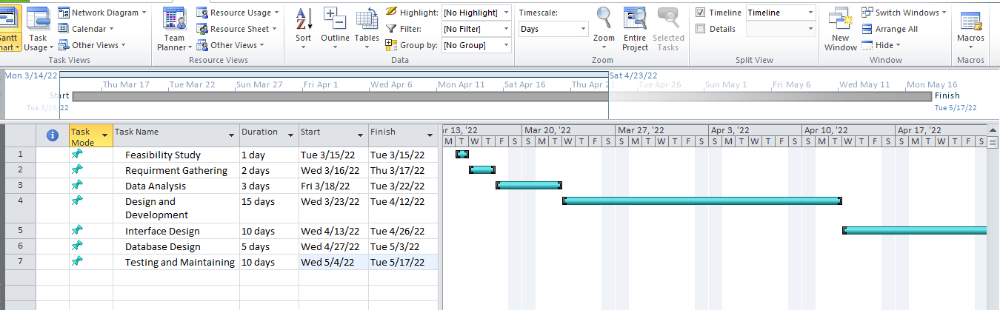 Network Diagram Resource Usage Highlight: [No Highlight] Timescale: Timeline Timeline Switch Windows
Calendar Resource Sheet Filter: [No Filter] Days Details Arrange All
Gantt Chart Task Usage Other Views Team Planner Other Views Sort Outline Tables Group by: [No Group] Zoom Entire Project Selected Tasks New Window Hide Macros
Task Views Resource Views Data Zoom Split View Window Macros
Mon 3/14/22 Sat 4/23/22
Thu Mar 17 Tue Mar 22 Sun Mar 27 Fri Apr 1 Wed Apr 6 Mon Apr 11 Sat Apr 16 Thu Apr 21 Tue Apr 26 Sun May 1 Fri May 6 Wed May 11 Mon May 16
Start Finish
Tue 3/15/22 Tue 5/17/22
Task Mode Task Name Duration Start Finish
r 13, '22 Mar 20, '22 Mar 27, '22 Apr 3, '22 Apr 10, '22 Apr 17, '22
M T W T F S S M T W T F S S M T W T F S S M T W T F S S M T W T F S S M T W T F S
1 Feasibility Study 1 day Tue 3/15/22 Tue 3/15/22
2 Requirment Gathering 2 days Wed 3/16/22 Thu 3/17/22
3 Data Analysis 3 days Fri 3/18/22 Tue 3/22/22
4 Design and 15 days Wed 3/23/22 Tue 4/12/22
Development
5 Interface Design 10 days Wed 4/13/22 Tue 4/26/22
6 Database Design 5 days Wed 4/27/22 Tue 5/3/22
7 Testing and Maintaining 10 days Wed 5/4/22 Tue 5/17/22